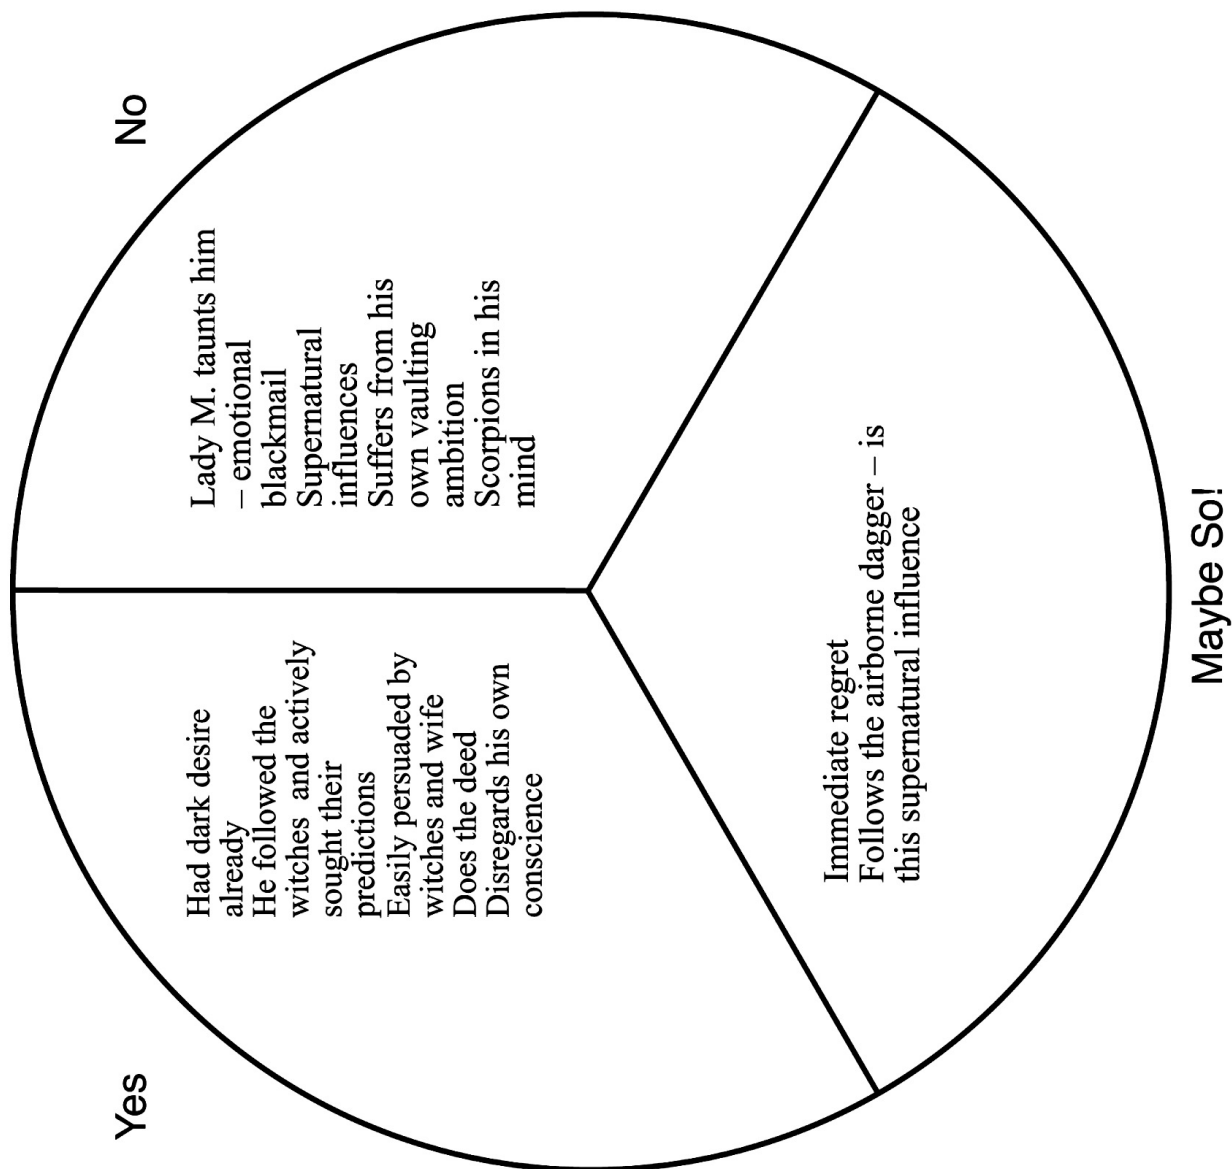 Yes
Had dark desire
already
He followed the
witches and actively
sought their
predictions
Easily persuaded by
witches and wife
Does the deed
Disregards his own
conscience
No
Lady M. taunts him
– emotional
blackmail
Supernatural
influences
Suffers from his
own vaulting
ambition
Scorpions in his
mind
Immediate regret
Follows the airborne dagger – is
this supernatural influence
Maybe So!